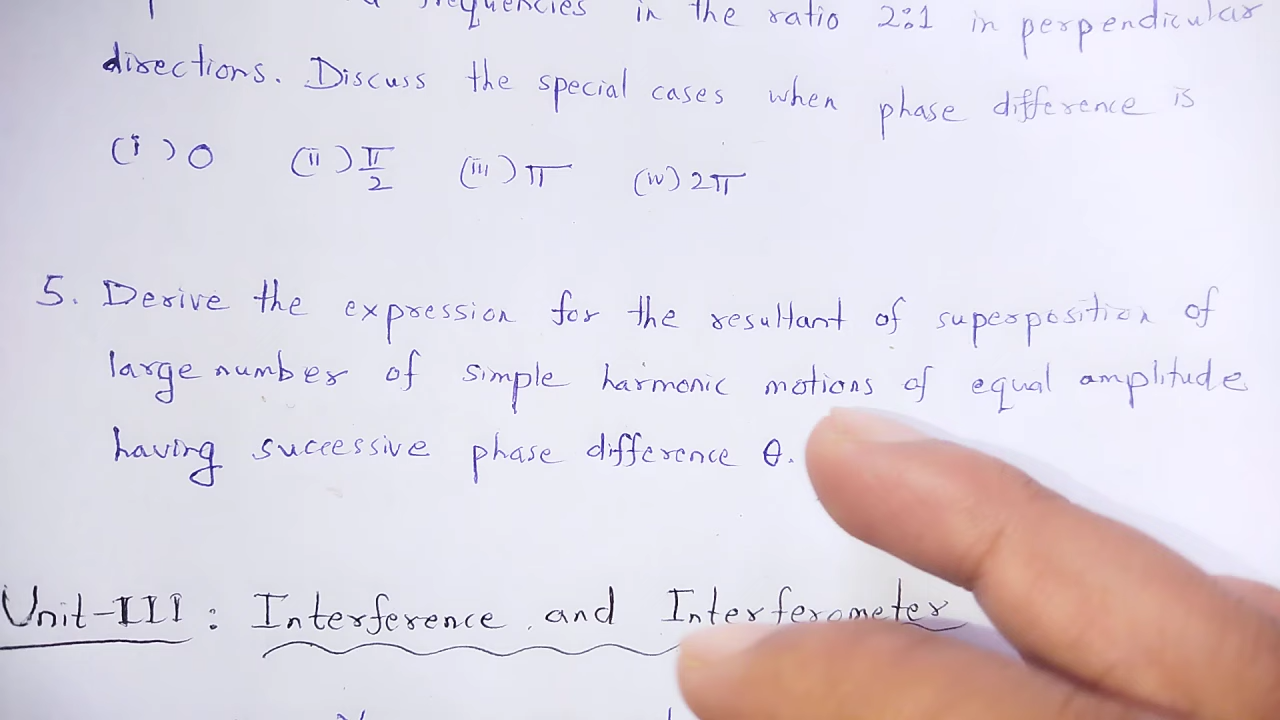 frequencies in the ratio 2:1 in perpendicular
directions. Discuss the special cases when phase difference is
(i) 0 (ii) π/2 (iii) π (iv) 2π
5. Derive the expression for the resultant of superposition of
large number of simple harmonic motions of equal amplitude
having successive phase difference θ.
Unit-III : Interference and Interferometer